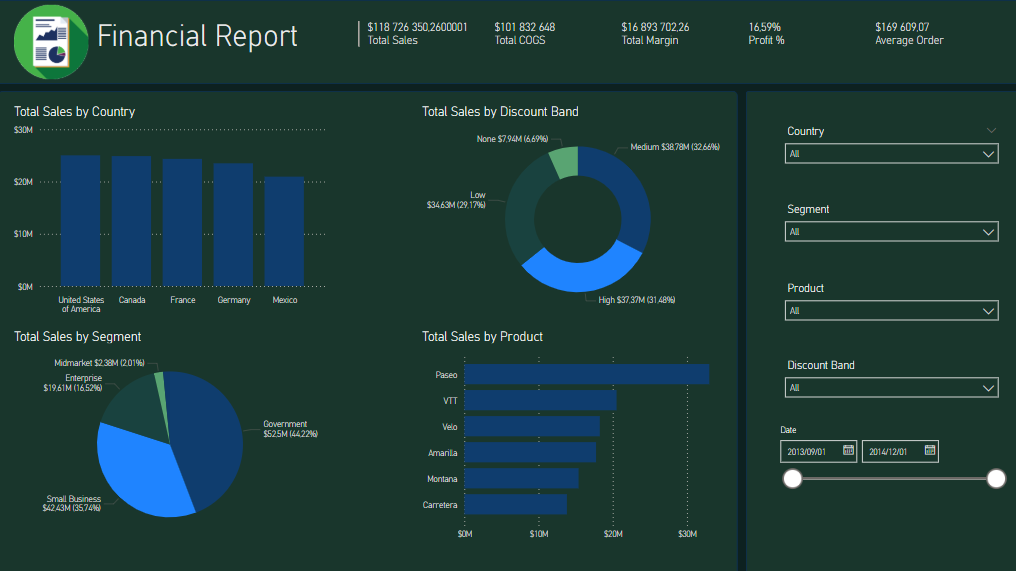 Financial Report
$118 726 350,2600001
Total Sales
$101 832 648
Total COGS
$16 893 702,26
Total Margin
16,59%
Profit %
$169 609,07
Average Order
Total Sales by Country
$30M
$20M
$10M
$0M
United States
of America
Canada
France
Germany
Mexico
Total Sales by Discount Band
None $7.94M (6.69%)
Medium $38.78M (32.66%)
Low
$34.63M (29.17%)
High $37.37M (31.48%)
Total Sales by Segment
Midmarket $2.38M (2.01%)
Enterprise
$19.61M (16.52%)
Government
$52.5M (44.22%)
Small Business
$42.43M (35.74%)
Total Sales by Product
Paseo
VTT
Velo
Amarilla
Montana
Carretera
$0M
$10M
$20M
$30M
Country
All
Segment
All
Product
All
Discount Band
All
Date
2013/09/01
2014/12/01